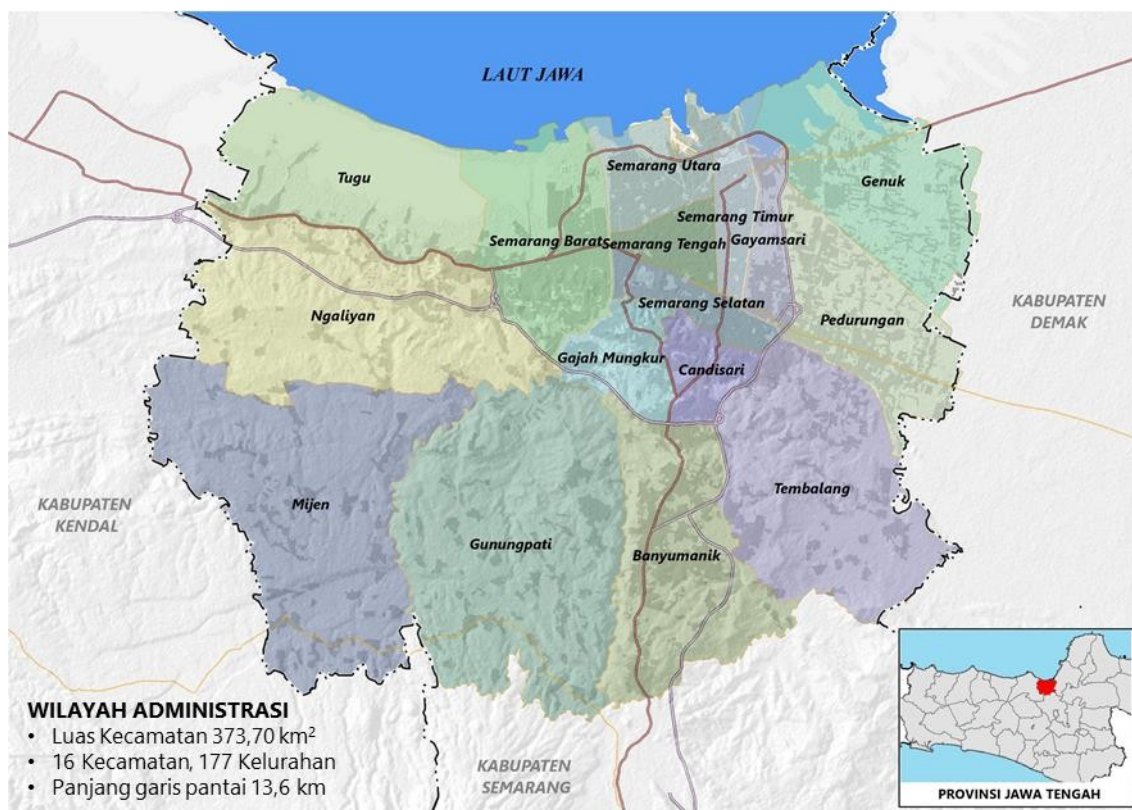 LAUT JAWA
Tugu
Semarang Utara
Genuk
Semarang Timur
Semarang Barat
Semarang Tengah
Gayamsari
Ngaliyan
Semarang Selatan
Pedurungan
KABUPATEN
DEMAK
Gajah Mungkur
Candisari
Mijen
Tembalang
KABUPATEN
KENDAL
Gunungpati
Banyumanik
WILAYAH ADMINISTRASI
• Luas Kecamatan 373,70 km²
• 16 Kecamatan, 177 Kelurahan
• Panjang garis pantai 13,6 km
KABUPATEN
SEMARANG
PROVINSI JAWA TENGAH